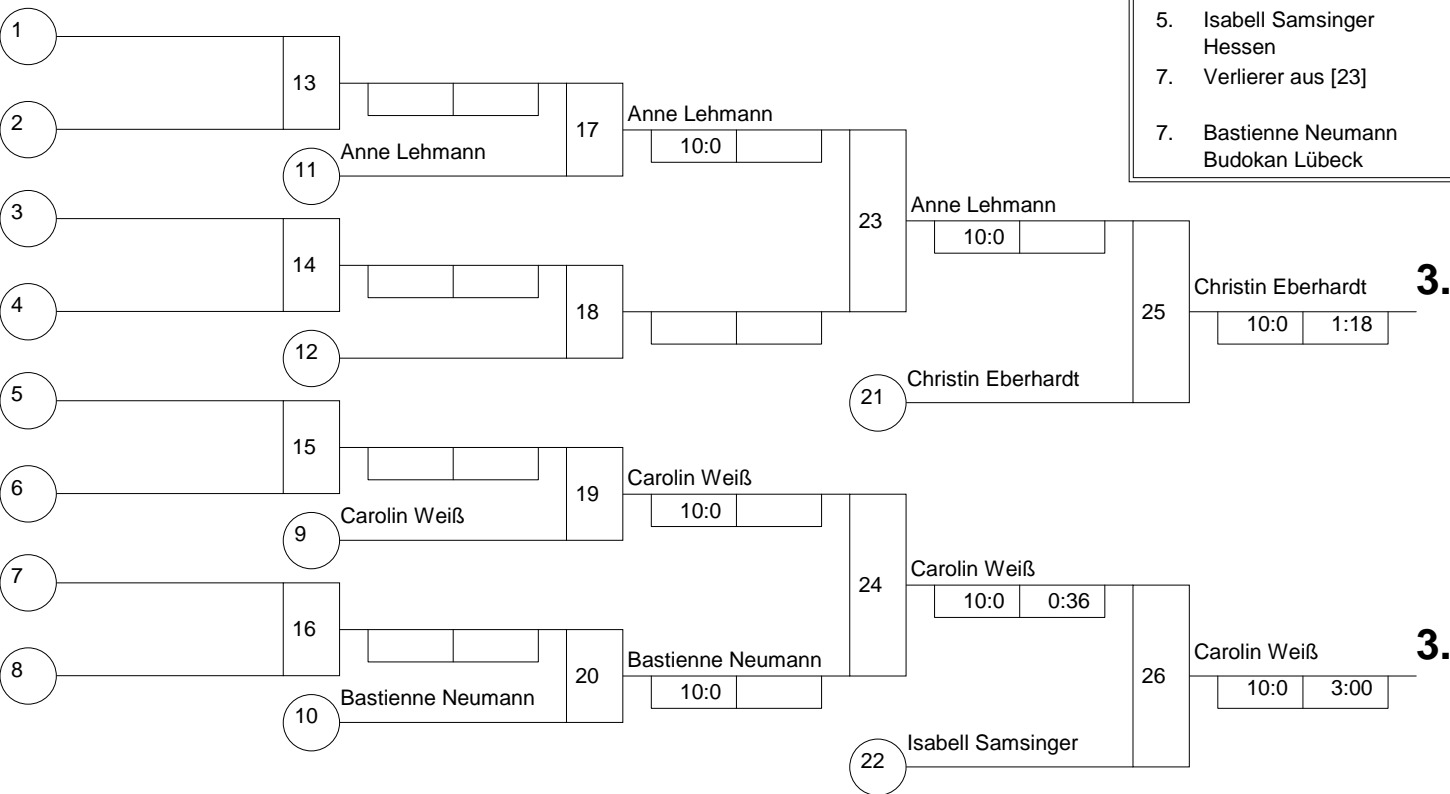 1
5. Isabell Samsinger
Hessen
7. Verlierer aus [23]
7. Bastienne Neumann
Budokan Lübeck
13
2
17
Anne Lehmann
10:0
11
Anne Lehmann
3
23
Anne Lehmann
10:0
14
4
18
12
25
Christin Eberhardt
3.
10:0 1:18
21
Christin Eberhardt
5
15
6
19
Carolin Weiß
10:0
9
Carolin Weiß
7
24
Carolin Weiß
10:0 0:36
16
8
20
Bastienne Neumann
10:0
10
Bastienne Neumann
26
Carolin Weiß
3.
10:0 3:00
22
Isabell Samsinger